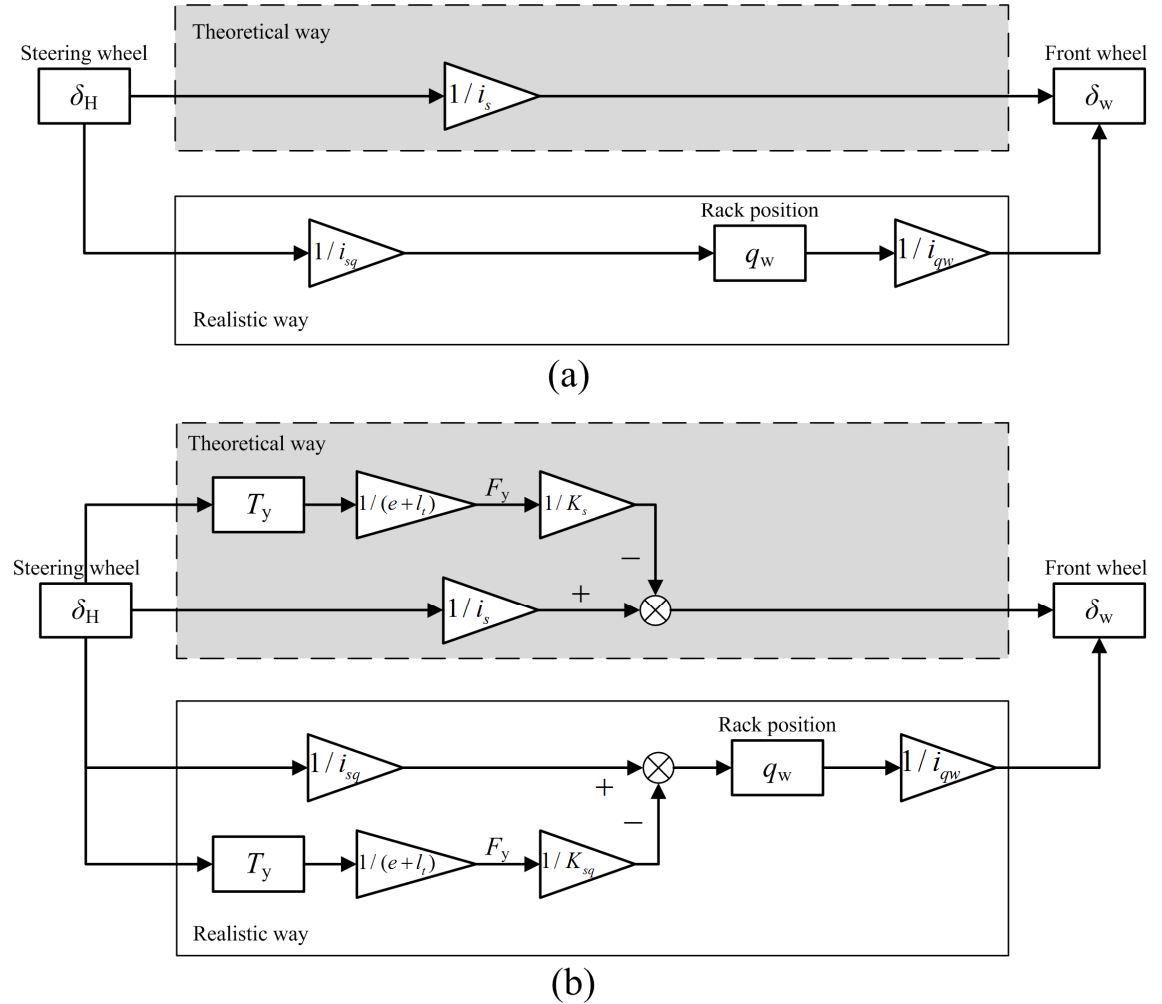 Theoretical way
Steering wheel
Front wheel
δH
1/ is
δw
Rack position
1/ isq
qw
1/ iqw
Realistic way
(a)
Theoretical way
Ty
1/(e+lt)
Fy
1/Ks
−
Steering wheel
Front wheel
δH
1/ is
+
δw
Rack position
1/ isq
+
qw
1/ iqw
−
Ty
1/(e+lt)
Fy
1/Ksq
Realistic way
(b)